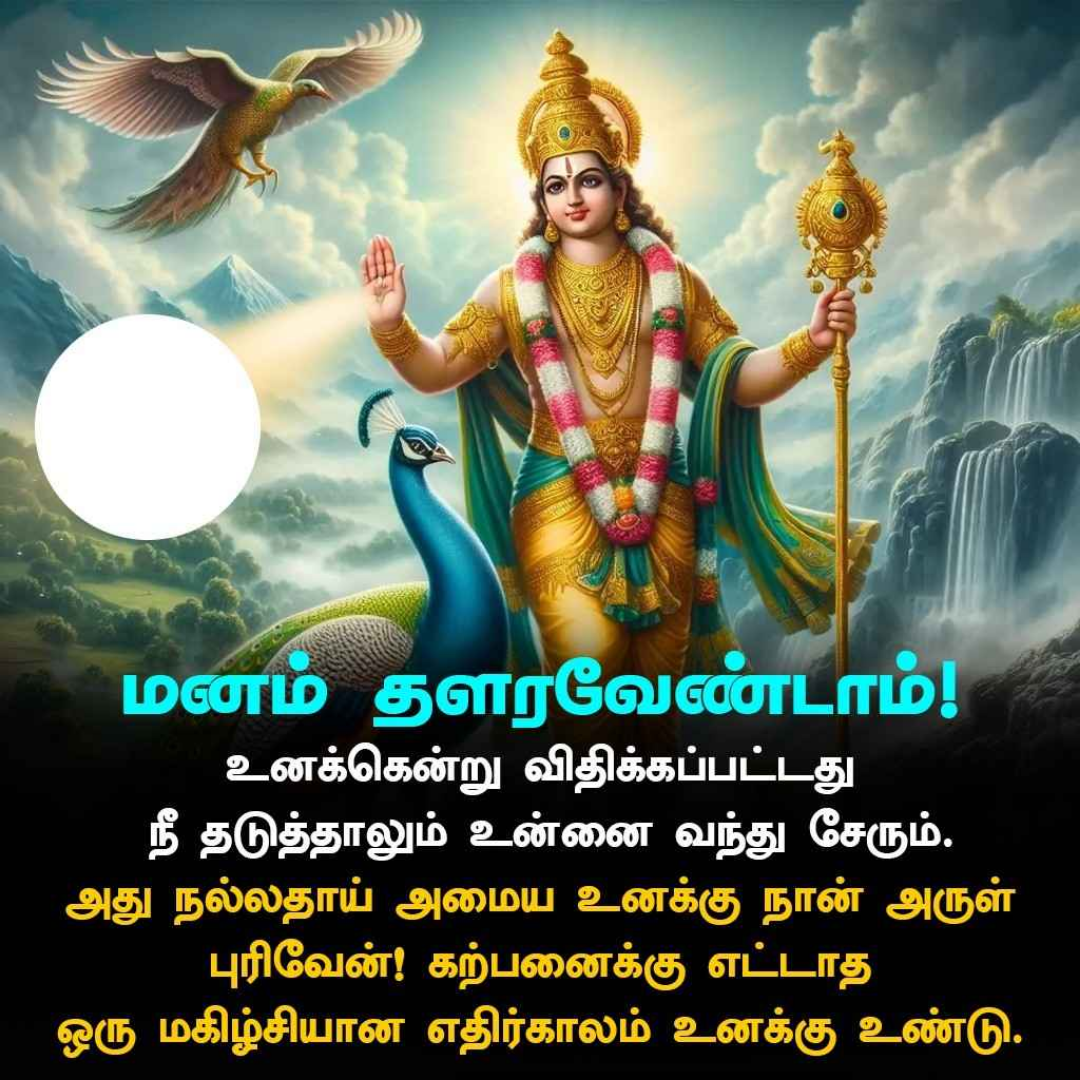 மனம் தளரவேண்டாம்!
உனக்கென்று விதிக்கப்பட்டது
நீ தடுத்தாலும் உன்னை வந்து சேரும்.
அது நல்லதாய் அமைய உனக்கு நான் அருள்
புரிவேன்! கற்பனைக்கு எட்டாத
ஒரு மகிழ்சியான எதிர்காலம் உனக்கு உண்டு.